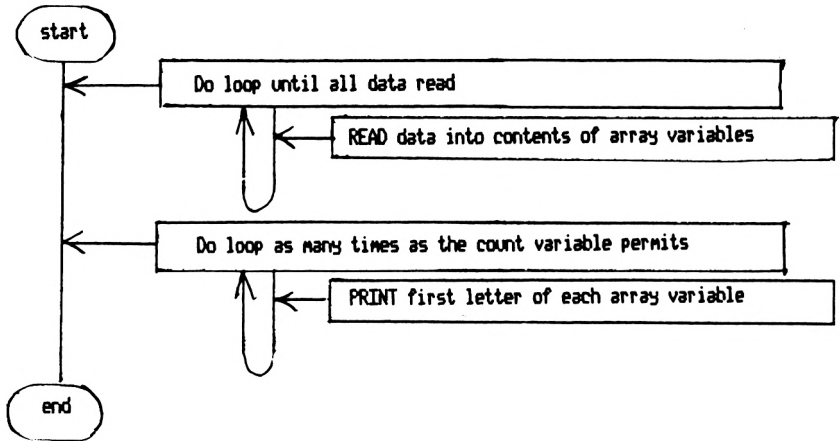 start
Do loop until all data read
READ data into contents of array variables
Do loop as many times as the count variable permits
PRINT first letter of each array variable
end